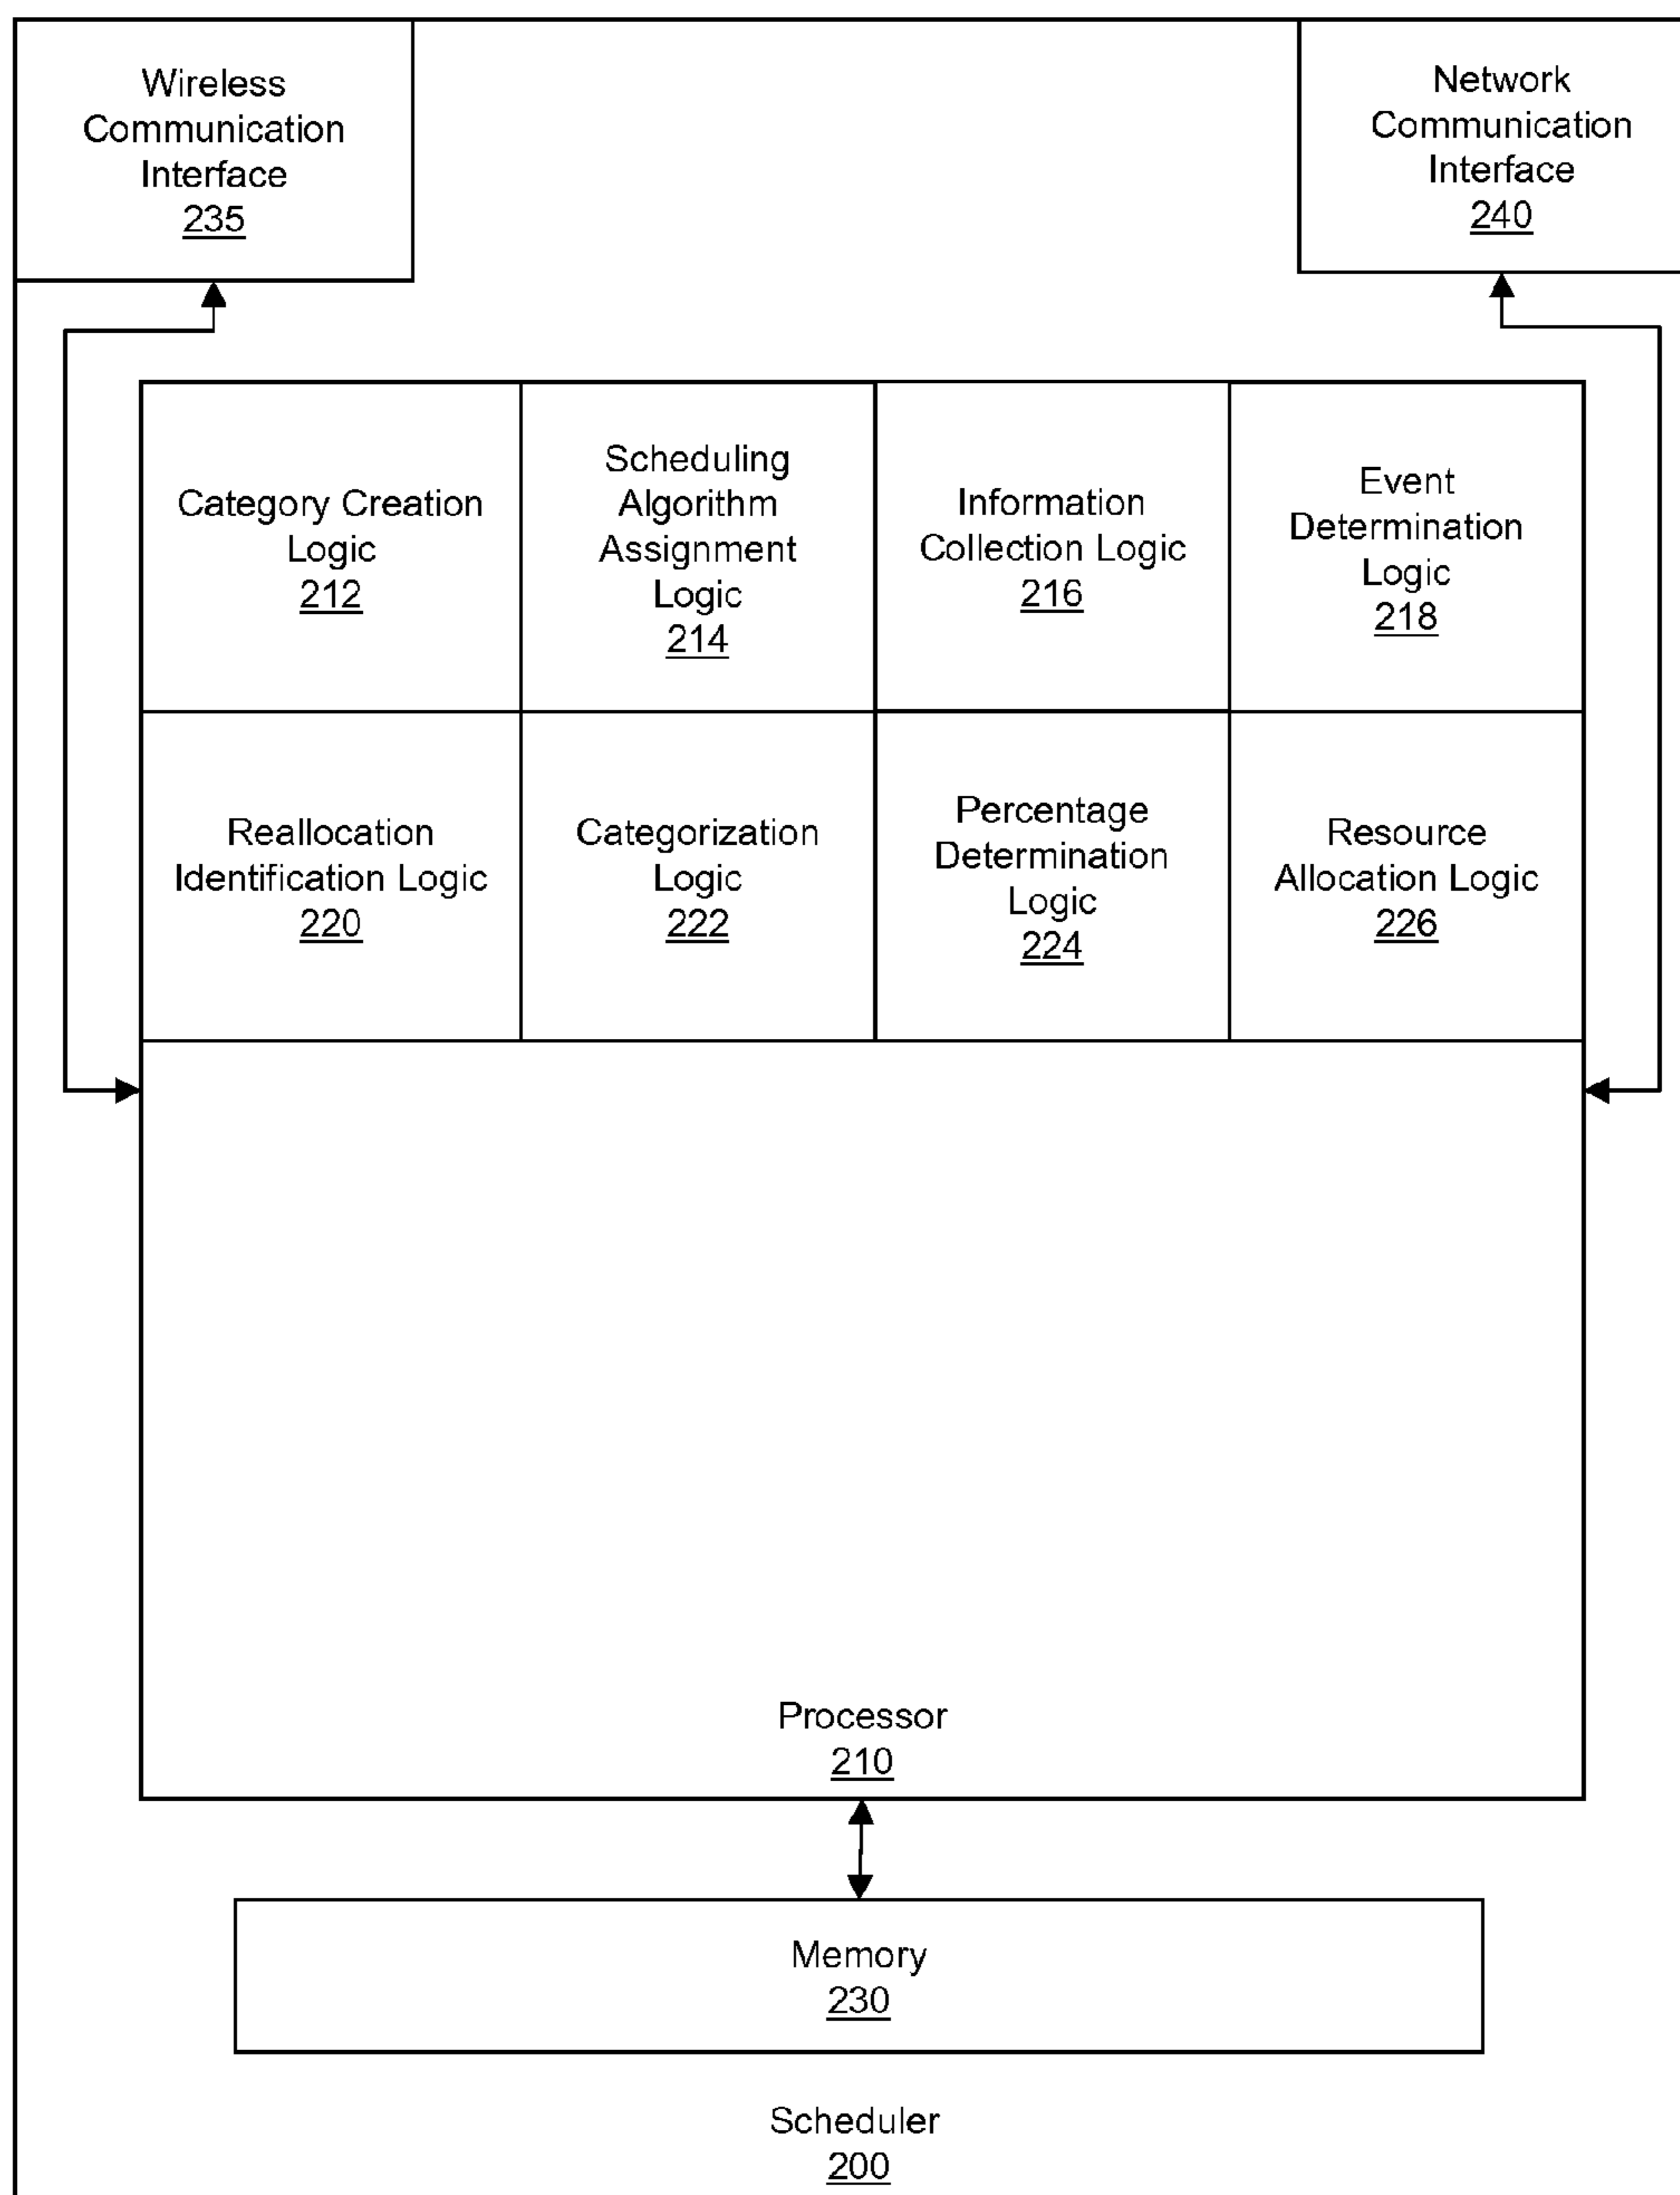 Wireless
Communication
Interface
235
Network
Communication
Interface
240
Category Creation
Logic
212
Scheduling
Algorithm
Assignment
Logic
214
Information
Collection Logic
216
Event
Determination
Logic
218
Reallocation
Identification Logic
220
Categorization
Logic
222
Percentage
Determination
Logic
224
Resource
Allocation Logic
226
Processor
210
Memory
230
Scheduler
200